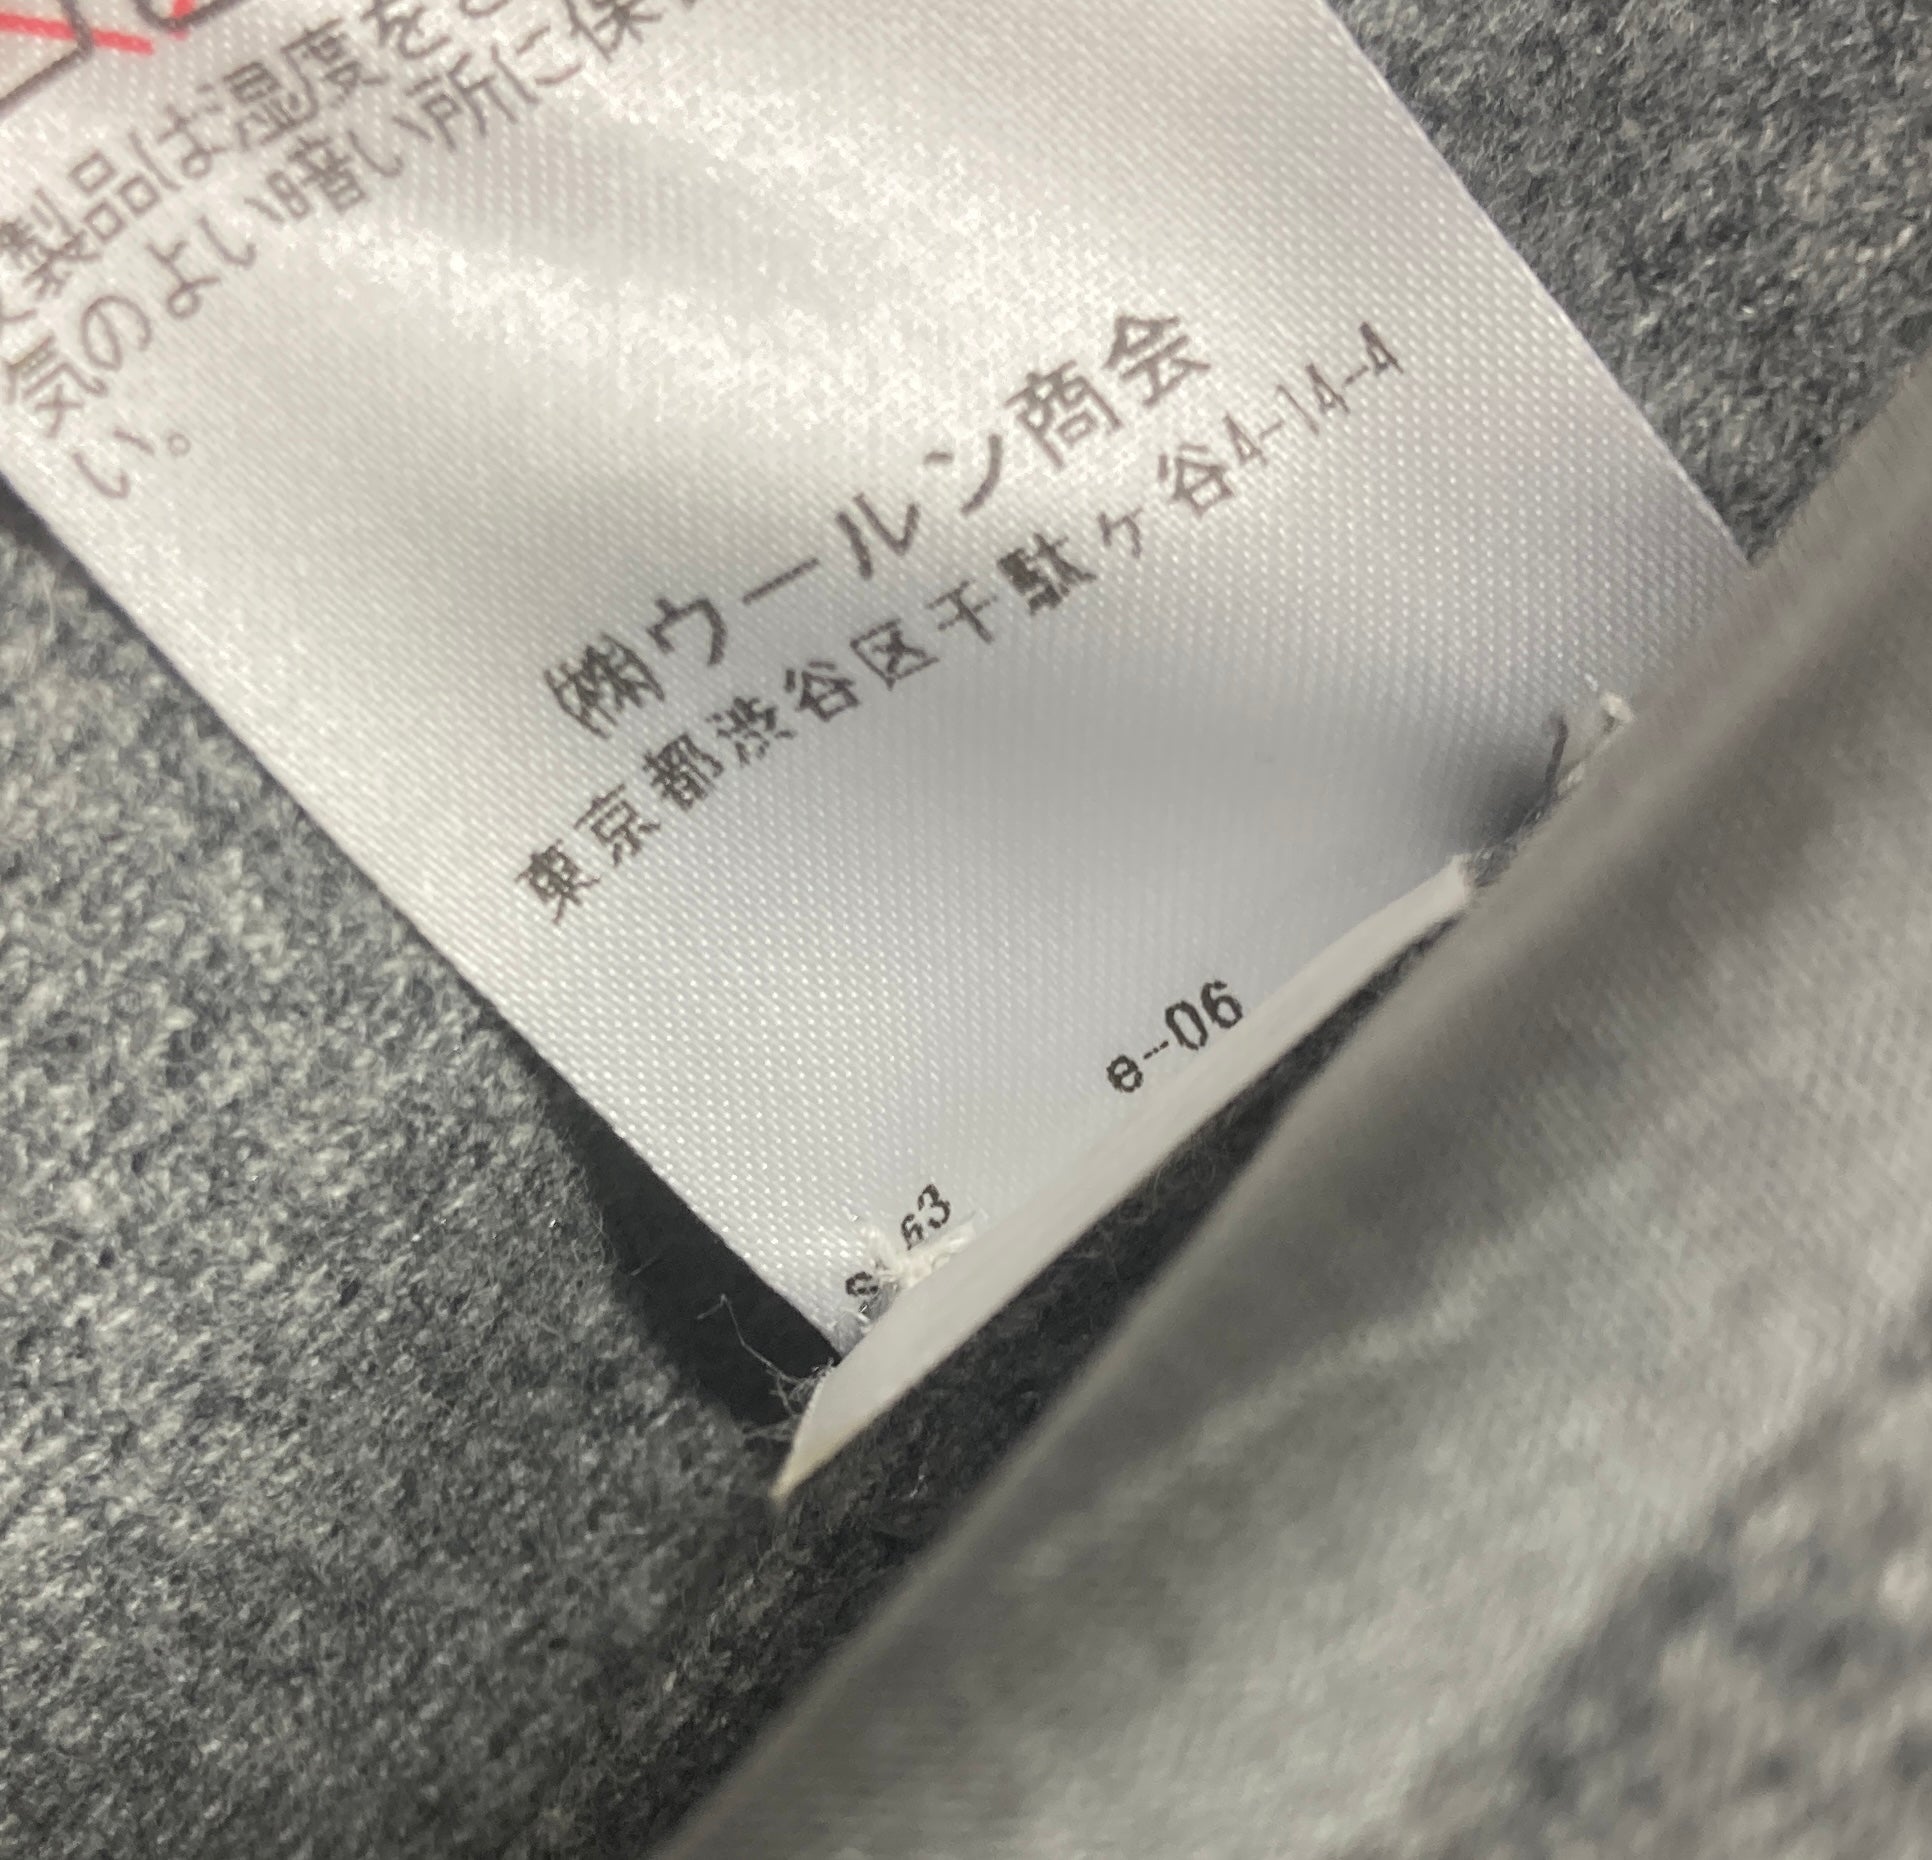 製品は湿度を
気のよい暗い所に保
い。
㈱ウールン商会
東京都渋谷区千駄ケ谷4-14-4
e-06
63